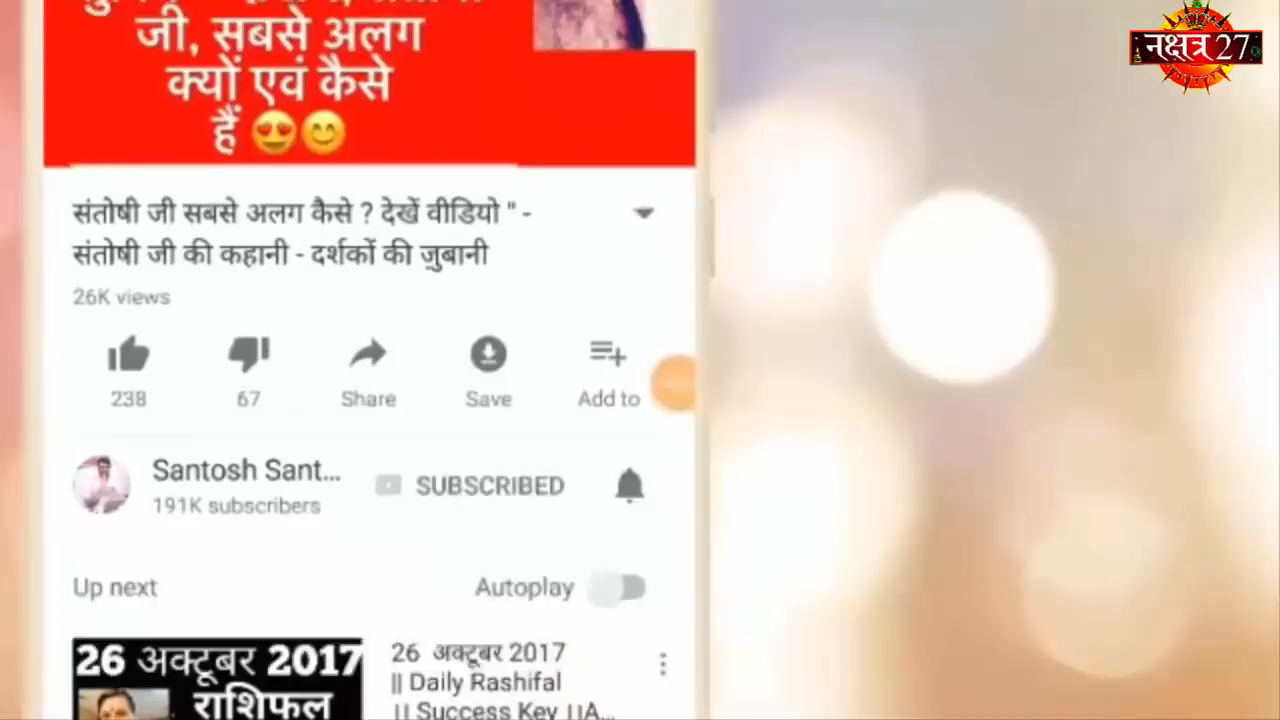 नक्षत्र 27
जी, सबसे अलग
क्यों एवं कैसे
हैं 😍😊
संतोषी जी सबसे अलग कैसे ? देखें वीडियो " -
संतोषी जी की कहानी - दर्शकों की जुबानी
26K views
238 67 Share Save Add to
Santosh Sant... SUBSCRIBED
191K subscribers
Up next Autoplay
26 अक्टूबर 2017
राशिफल
26 अक्टूबर 2017
|| Daily Rashifal
|| Success Key ||A...